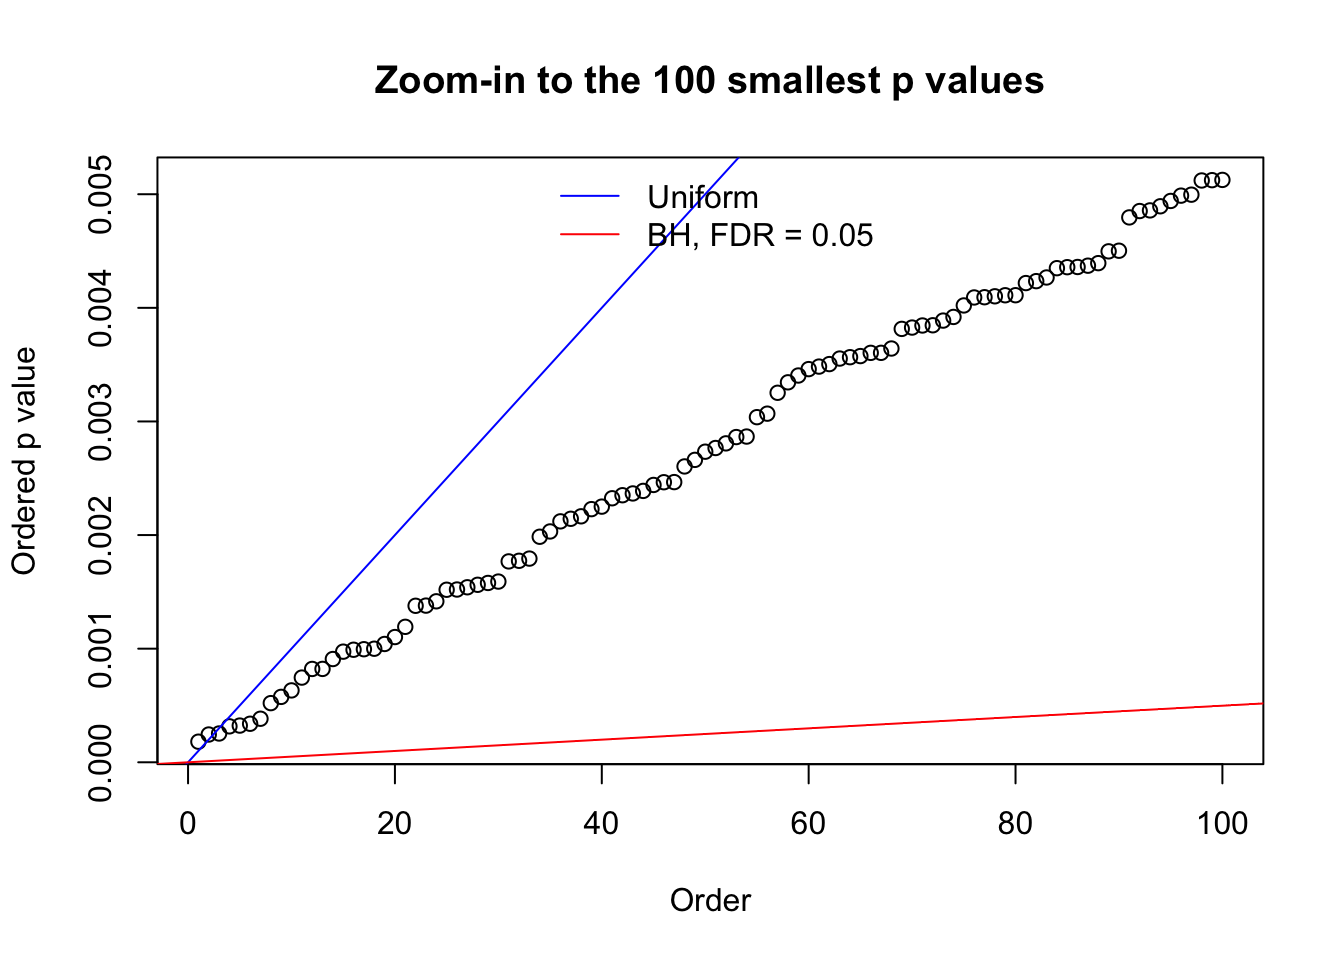 Zoom-in to the 100 smallest p values
Uniform
BH, FDR = 0.05
Ordered p value
0.005
0.004
0.003
0.002
0.001
0.000
0 20 40 60 80 100
Order